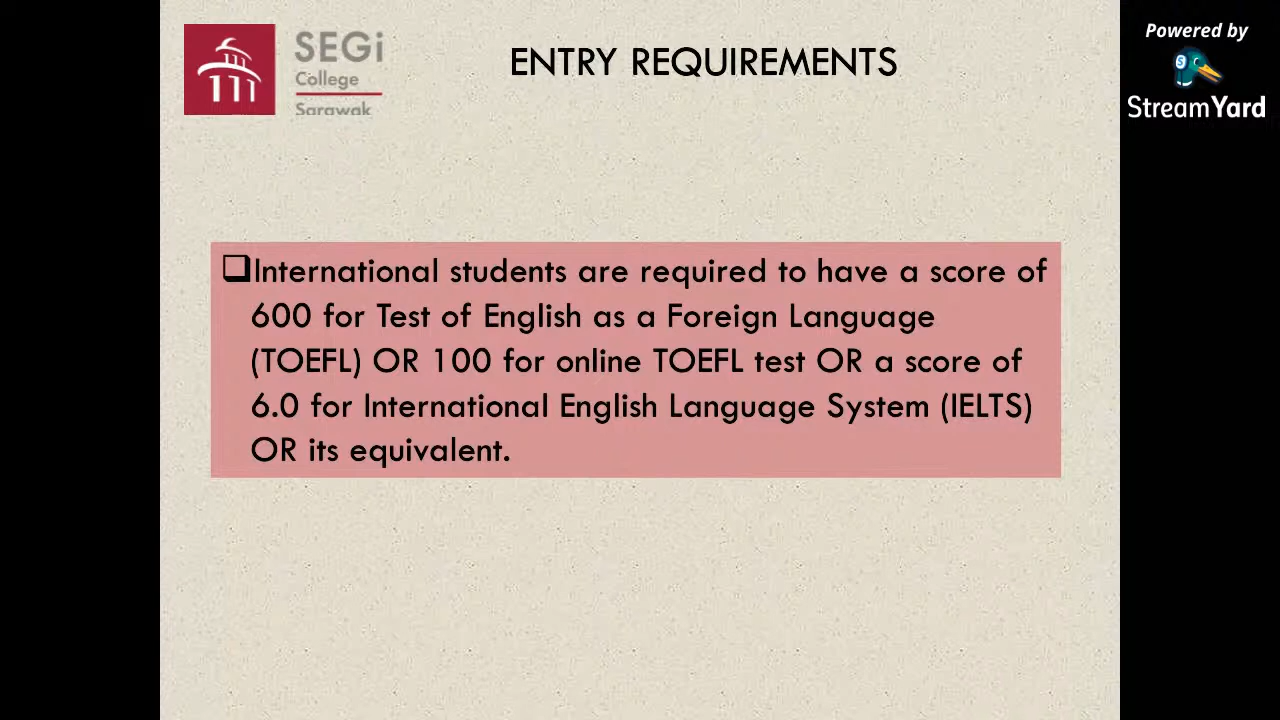 SEGi
College
Sarawak
ENTRY REQUIREMENTS
Powered by
StreamYard
International students are required to have a score of
600 for Test of English as a Foreign Language
(TOEFL) OR 100 for online TOEFL test OR a score of
6.0 for International English Language System (IELTS)
OR its equivalent.